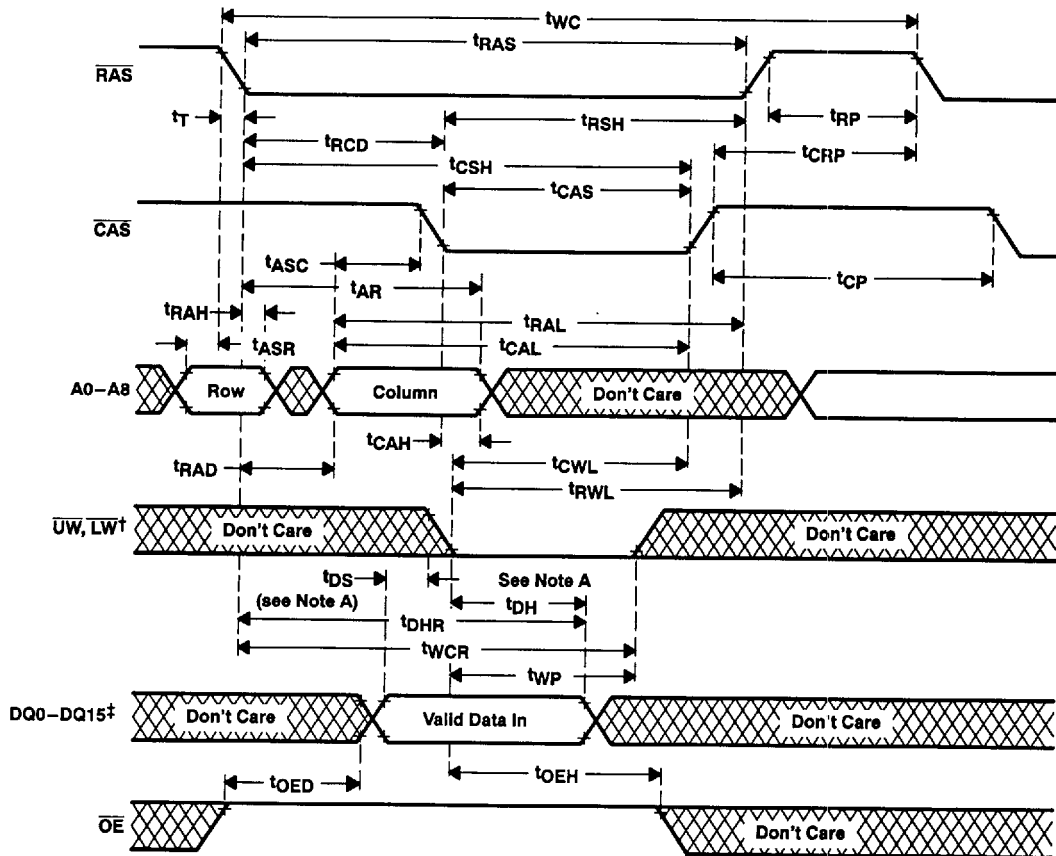 tWC
tRAS
RAS
tT
tRSH
tRP
tRCD
tCRP
tCSH
tCAS
CAS
tASC
tCP
tAR
tRAH
tRAL
tASR
tCAL
A0–A8
Row
Column
Don't Care
tCAH
tCWL
tRAD
tRWL
UW, LW†
Don't Care
Don't Care
tDS
See Note A
(see Note A)
tDH
tDHR
tWCR
tWP
DQ0–DQ15‡
Don't Care
Valid Data In
Don't Care
tOED
tOEH
OE
Don't Care